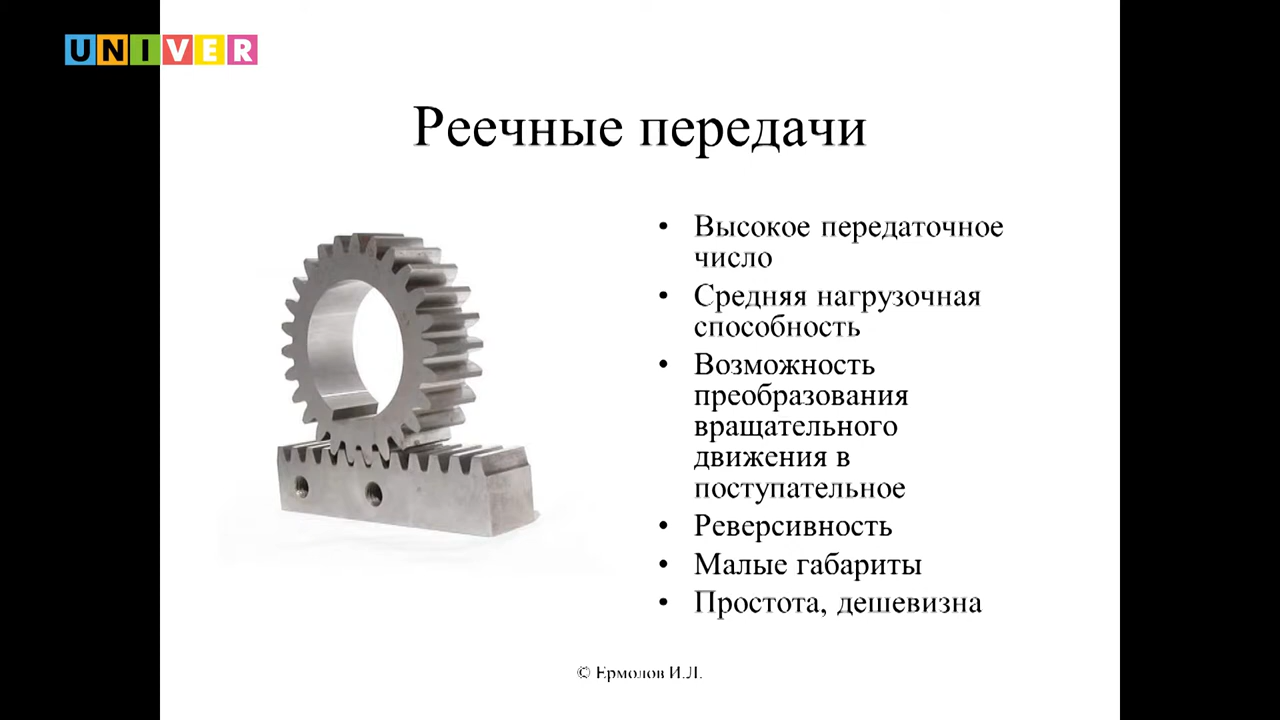 UNIVER
Реечные передачи
• Высокое передаточное
число
• Средняя нагрузочная
способность
• Возможность
преобразования
вращательного
движения в
поступательное
• Реверсивность
• Малые габариты
• Простота, дешевизна
© Ермолов И.Л.